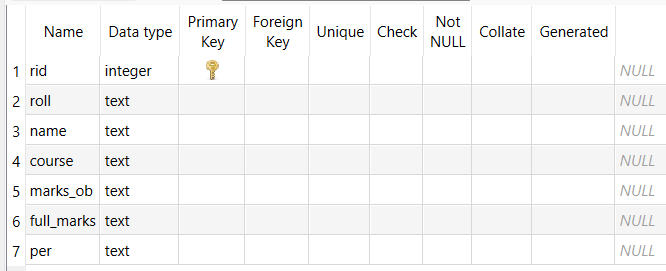 Name Data type Primary Key Foreign Key Unique Check Not NULL Collate Generated
1 rid integer NULL
2 roll text NULL
3 name text NULL
4 course text NULL
5 marks_ob text NULL
6 full_marks text NULL
7 per text NULL